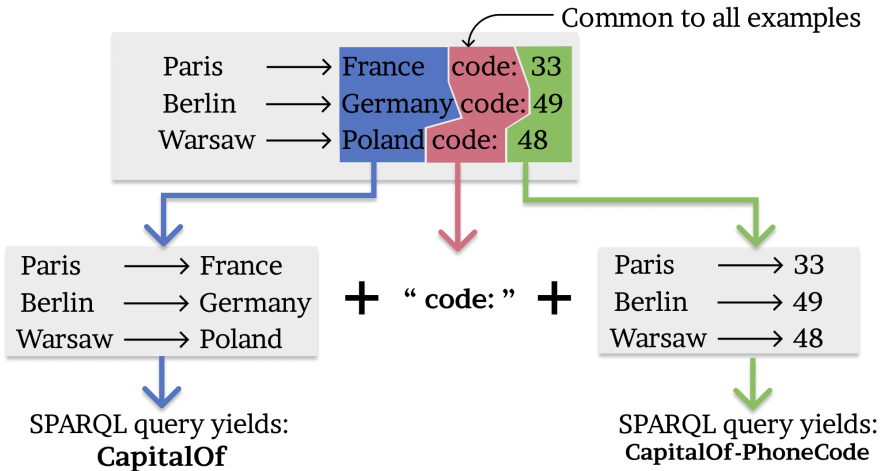 Common to all examples
Paris → France code: 33
Berlin → Germany code: 49
Warsaw → Poland code: 48
Paris → France
Berlin → Germany
Warsaw → Poland
+ “ code: ” +
Paris → 33
Berlin → 49
Warsaw → 48
SPARQL query yields:
CapitalOf
SPARQL query yields:
CapitalOf-PhoneCode